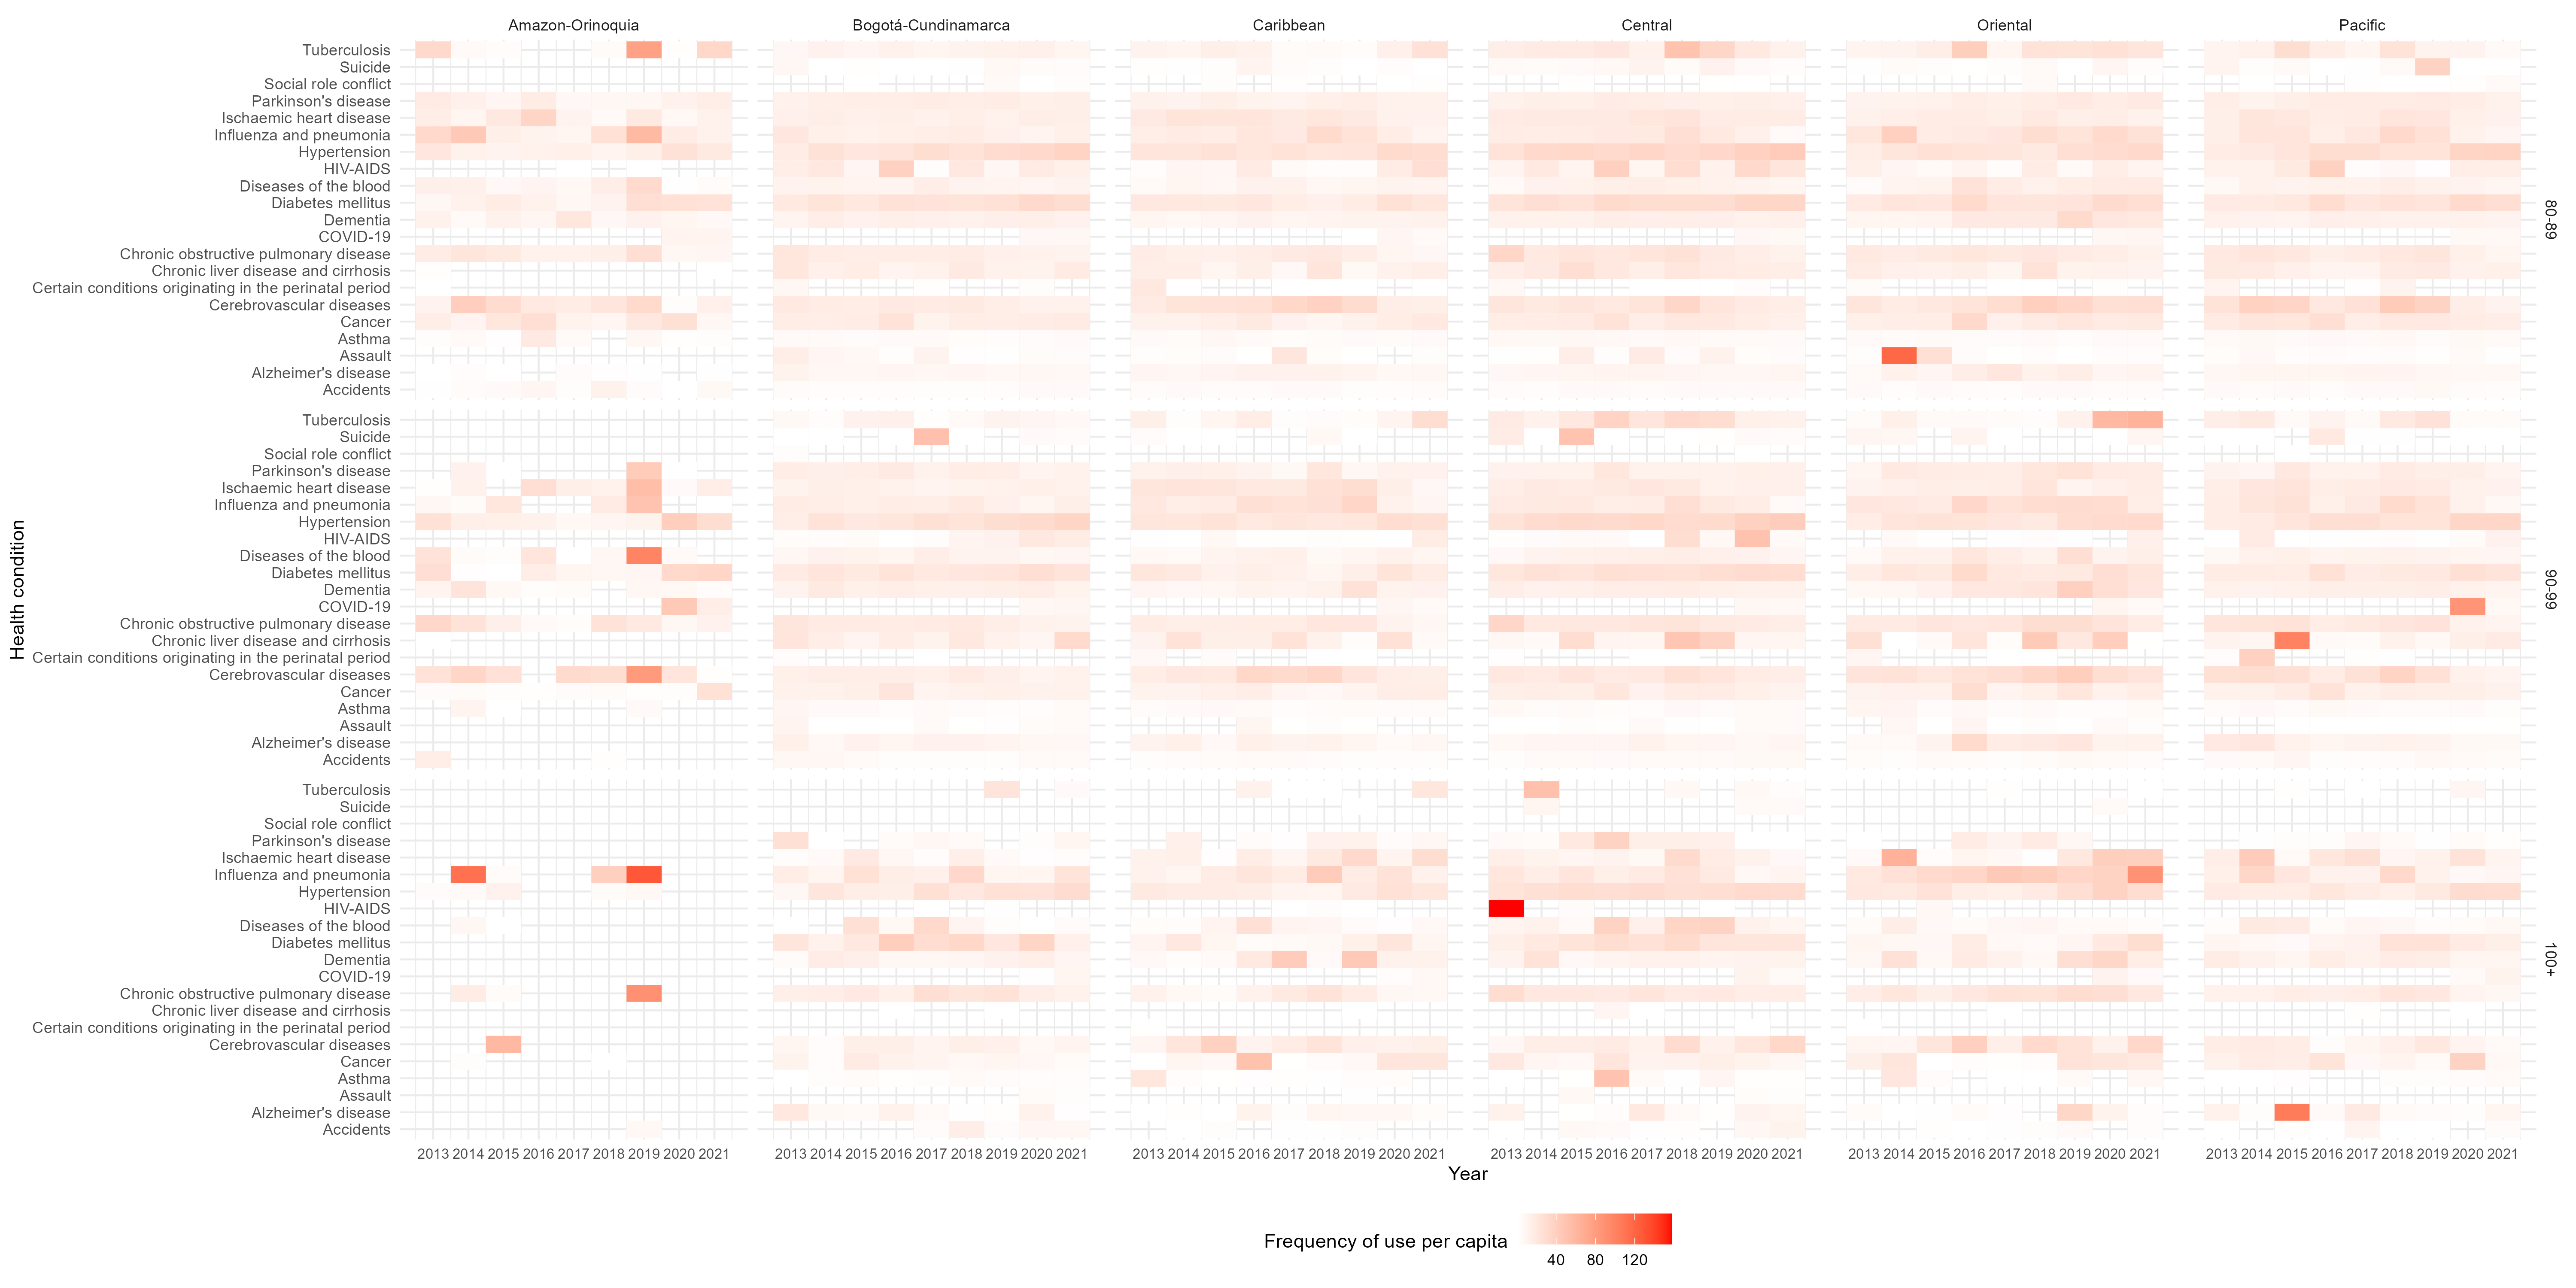 Amazon-Orinoquia Bogotá-Cundinamarca Caribbean Central Oriental Pacific
Health condition
Tuberculosis
Suicide
Social role conflict
Parkinson's disease
Ischaemic heart disease
Influenza and pneumonia
Hypertension
HIV-AIDS
Diseases of the blood
Diabetes mellitus
Dementia
COVID-19
Chronic obstructive pulmonary disease
Chronic liver disease and cirrhosis
Certain conditions originating in the perinatal period
Cerebrovascular diseases
Cancer
Asthma
Assault
Alzheimer's disease
Accidents
80-89
Tuberculosis
Suicide
Social role conflict
Parkinson's disease
Ischaemic heart disease
Influenza and pneumonia
Hypertension
HIV-AIDS
Diseases of the blood
Diabetes mellitus
Dementia
COVID-19
Chronic obstructive pulmonary disease
Chronic liver disease and cirrhosis
Certain conditions originating in the perinatal period
Cerebrovascular diseases
Cancer
Asthma
Assault
Alzheimer's disease
Accidents
90-99
Tuberculosis
Suicide
Social role conflict
Parkinson's disease
Ischaemic heart disease
Influenza and pneumonia
Hypertension
HIV-AIDS
Diseases of the blood
Diabetes mellitus
Dementia
COVID-19
Chronic obstructive pulmonary disease
Chronic liver disease and cirrhosis
Certain conditions originating in the perinatal period
Cerebrovascular diseases
Cancer
Asthma
Assault
Alzheimer's disease
Accidents
100+
2013 2014 2015 2016 2017 2018 2019 2020 2021 2013 2014 2015 2016 2017 2018 2019 2020 2021 2013 2014 2015 2016 2017 2018 2019 2020 2021 2013 2014 2015 2016 2017 2018 2019 2020 2021 2013 2014 2015 2016 2017 2018 2019 2020 2021 2013 2014 2015 2016 2017 2018 2019 2020 2021
Year
Frequency of use per capita
40 80 120